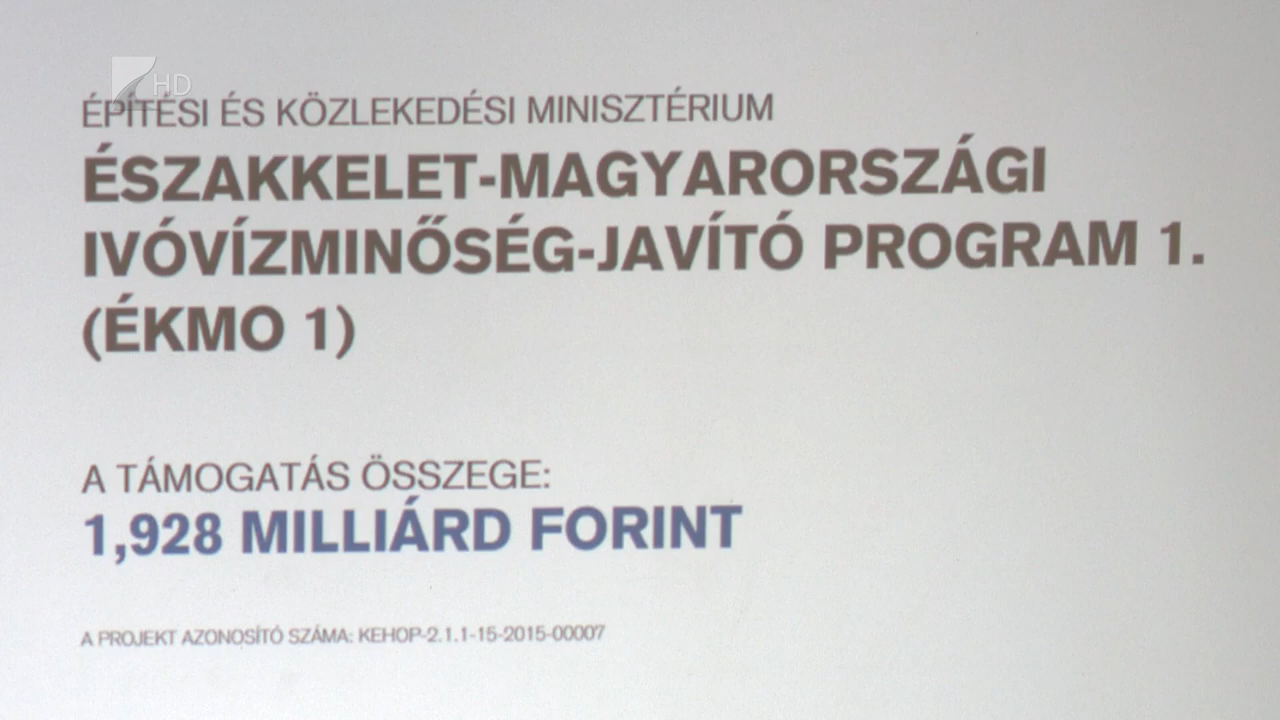 HD
ÉPÍTÉSI ÉS KÖZLEKEDÉSI MINISZTÉRIUM
ÉSZAKKELET-MAGYARORSZÁGI
IVÓVÍZMINŐSÉG-JAVÍTÓ PROGRAM 1.
(ÉKMO 1)
A TÁMOGATÁS ÖSSZEGE:
1,928 MILLIÁRD FORINT
A PROJEKT AZONOSÍTÓ SZÁMA: KEHOP-2.1.1-15-2015-00007